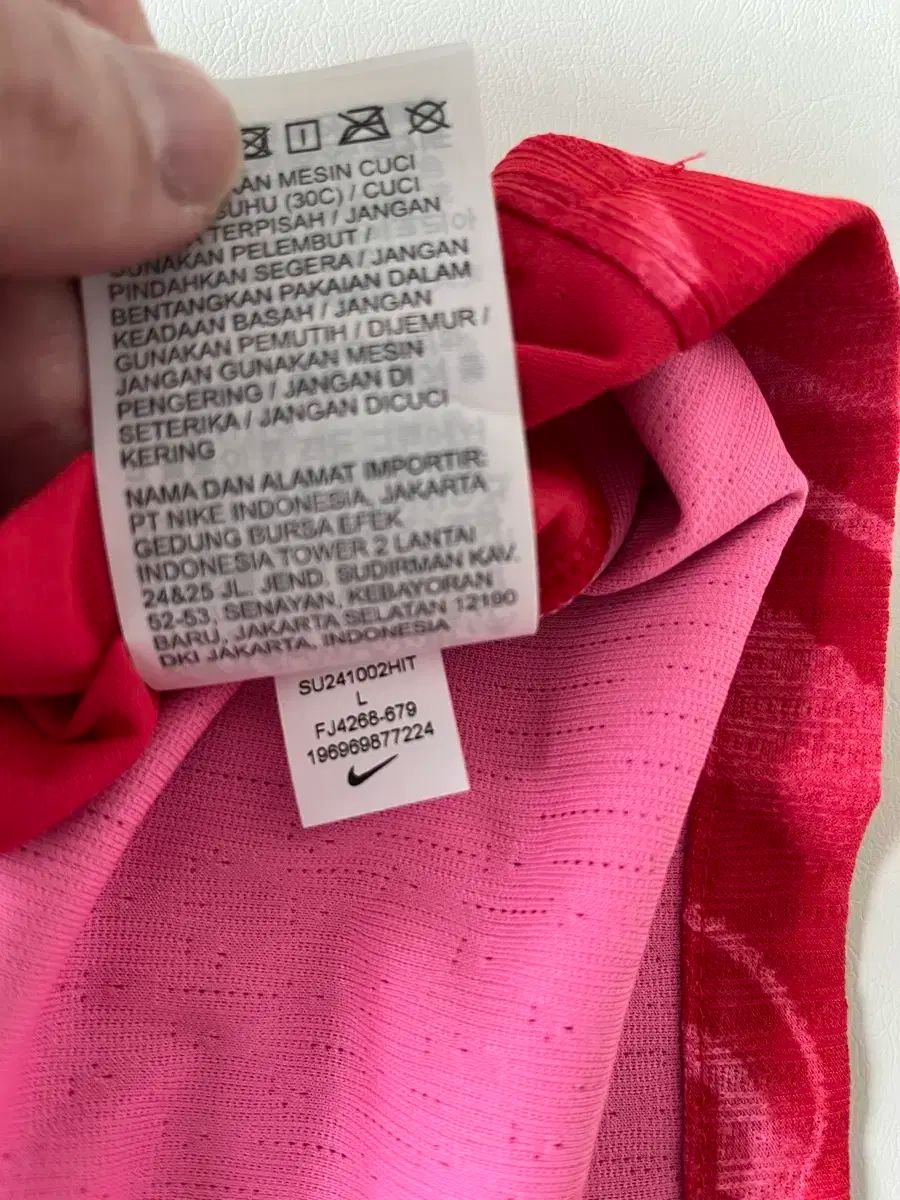 MESIN CUCI
SUHU (30C) / CUCI
TERPISAH / JANGAN
GUNAKAN PELEMBUT /
PINDAHKAN SEGERA / JANGAN
BENTANGKAN PAKAIAN DALAM
KEADAAN BASAH / JANGAN
GUNAKAN PEMUTIH / DIJEMUR /
JANGAN GUNAKAN MESIN
PENGERING / JANGAN DI
SETERIKA / JANGAN DICUCI
KERING
NAMA DAN ALAMAT IMPORTIR:
PT NIKE INDONESIA, JAKARTA
GEDUNG BURSA EFEK
INDONESIA TOWER 2 LANTAI
24&25 JL. JEND. SUDIRMAN KAV.
52-53, SENAYAN, KEBAYORAN
BARU, JAKARTA SELATAN 12190
DKI JAKARTA, INDONESIA
SU241002HIT
L
FJ4268-679
196969877224